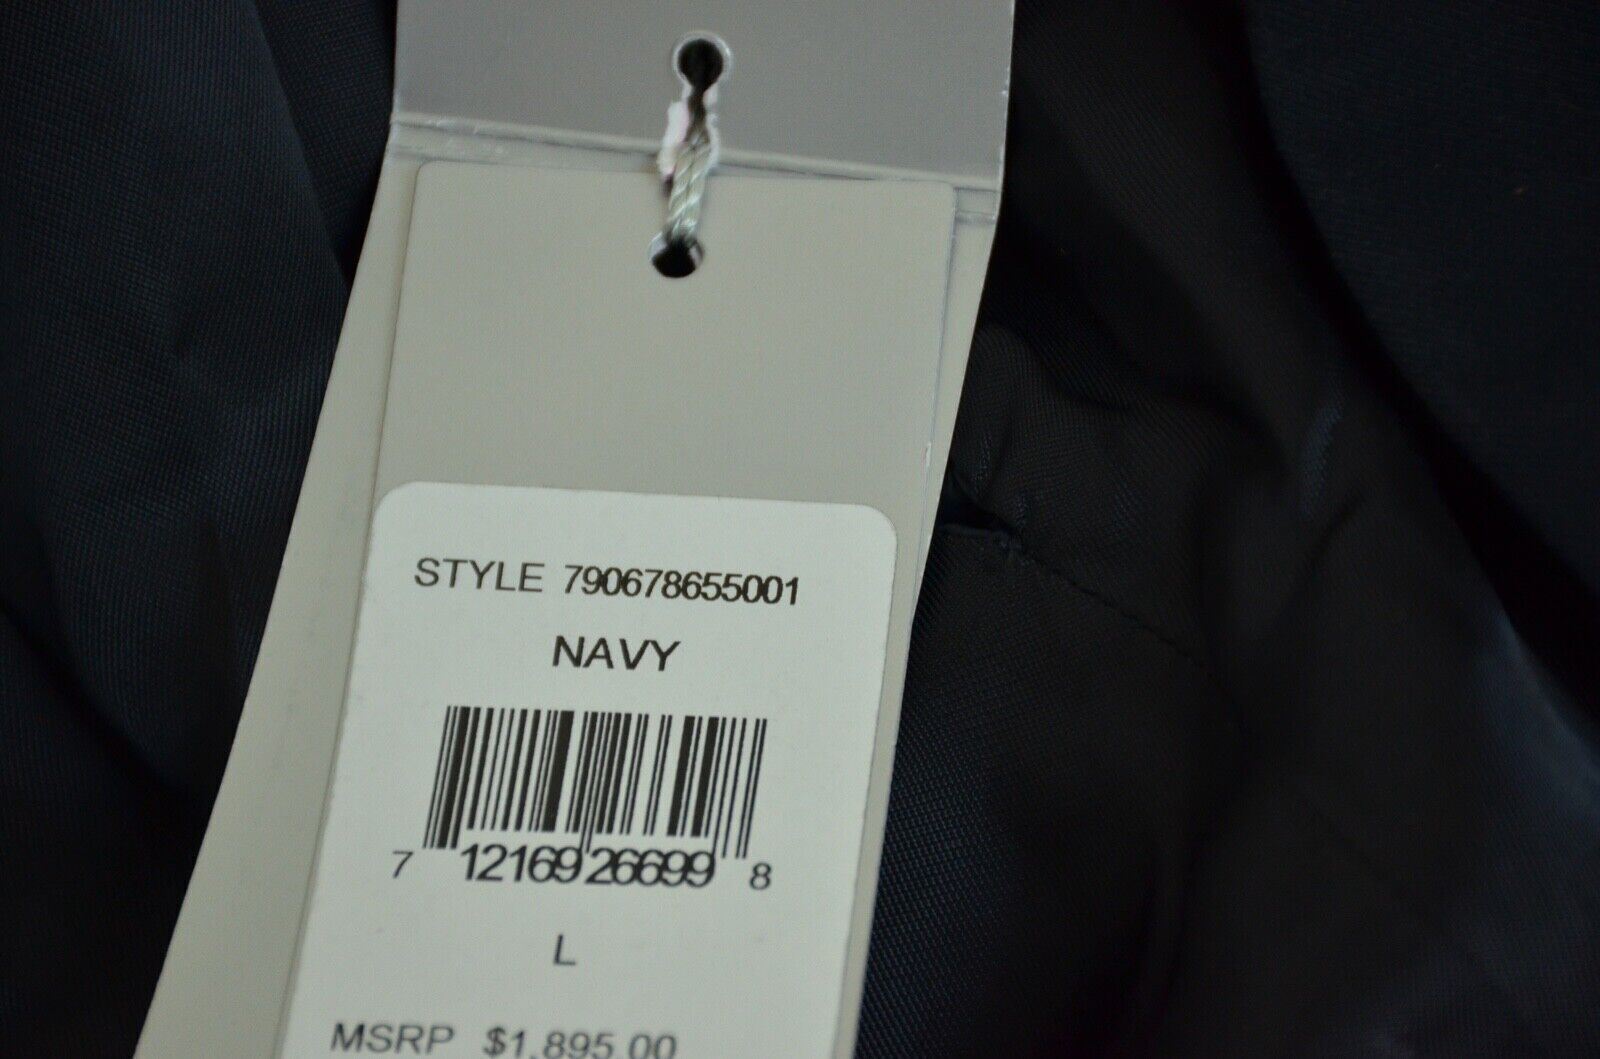 STYLE 790678655001
NAVY
7 12169 26699 8
L
MSRP $1,895.00